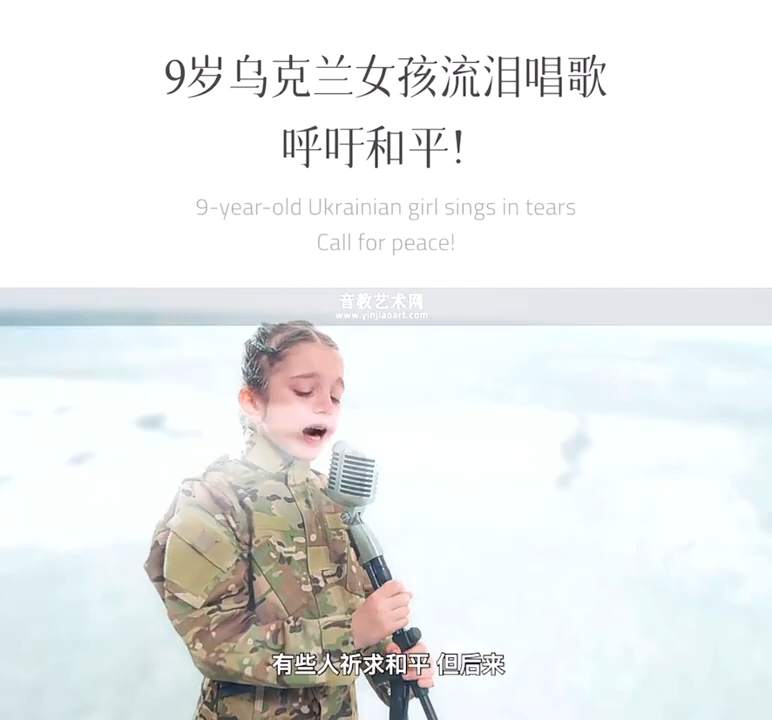 9岁乌克兰女孩流泪唱歌
呼吁和平！
9-year-old Ukrainian girl sings in tears
Call for peace!
音教艺术网
www.yinjiaoart.com
有些人祈求和平 但后来